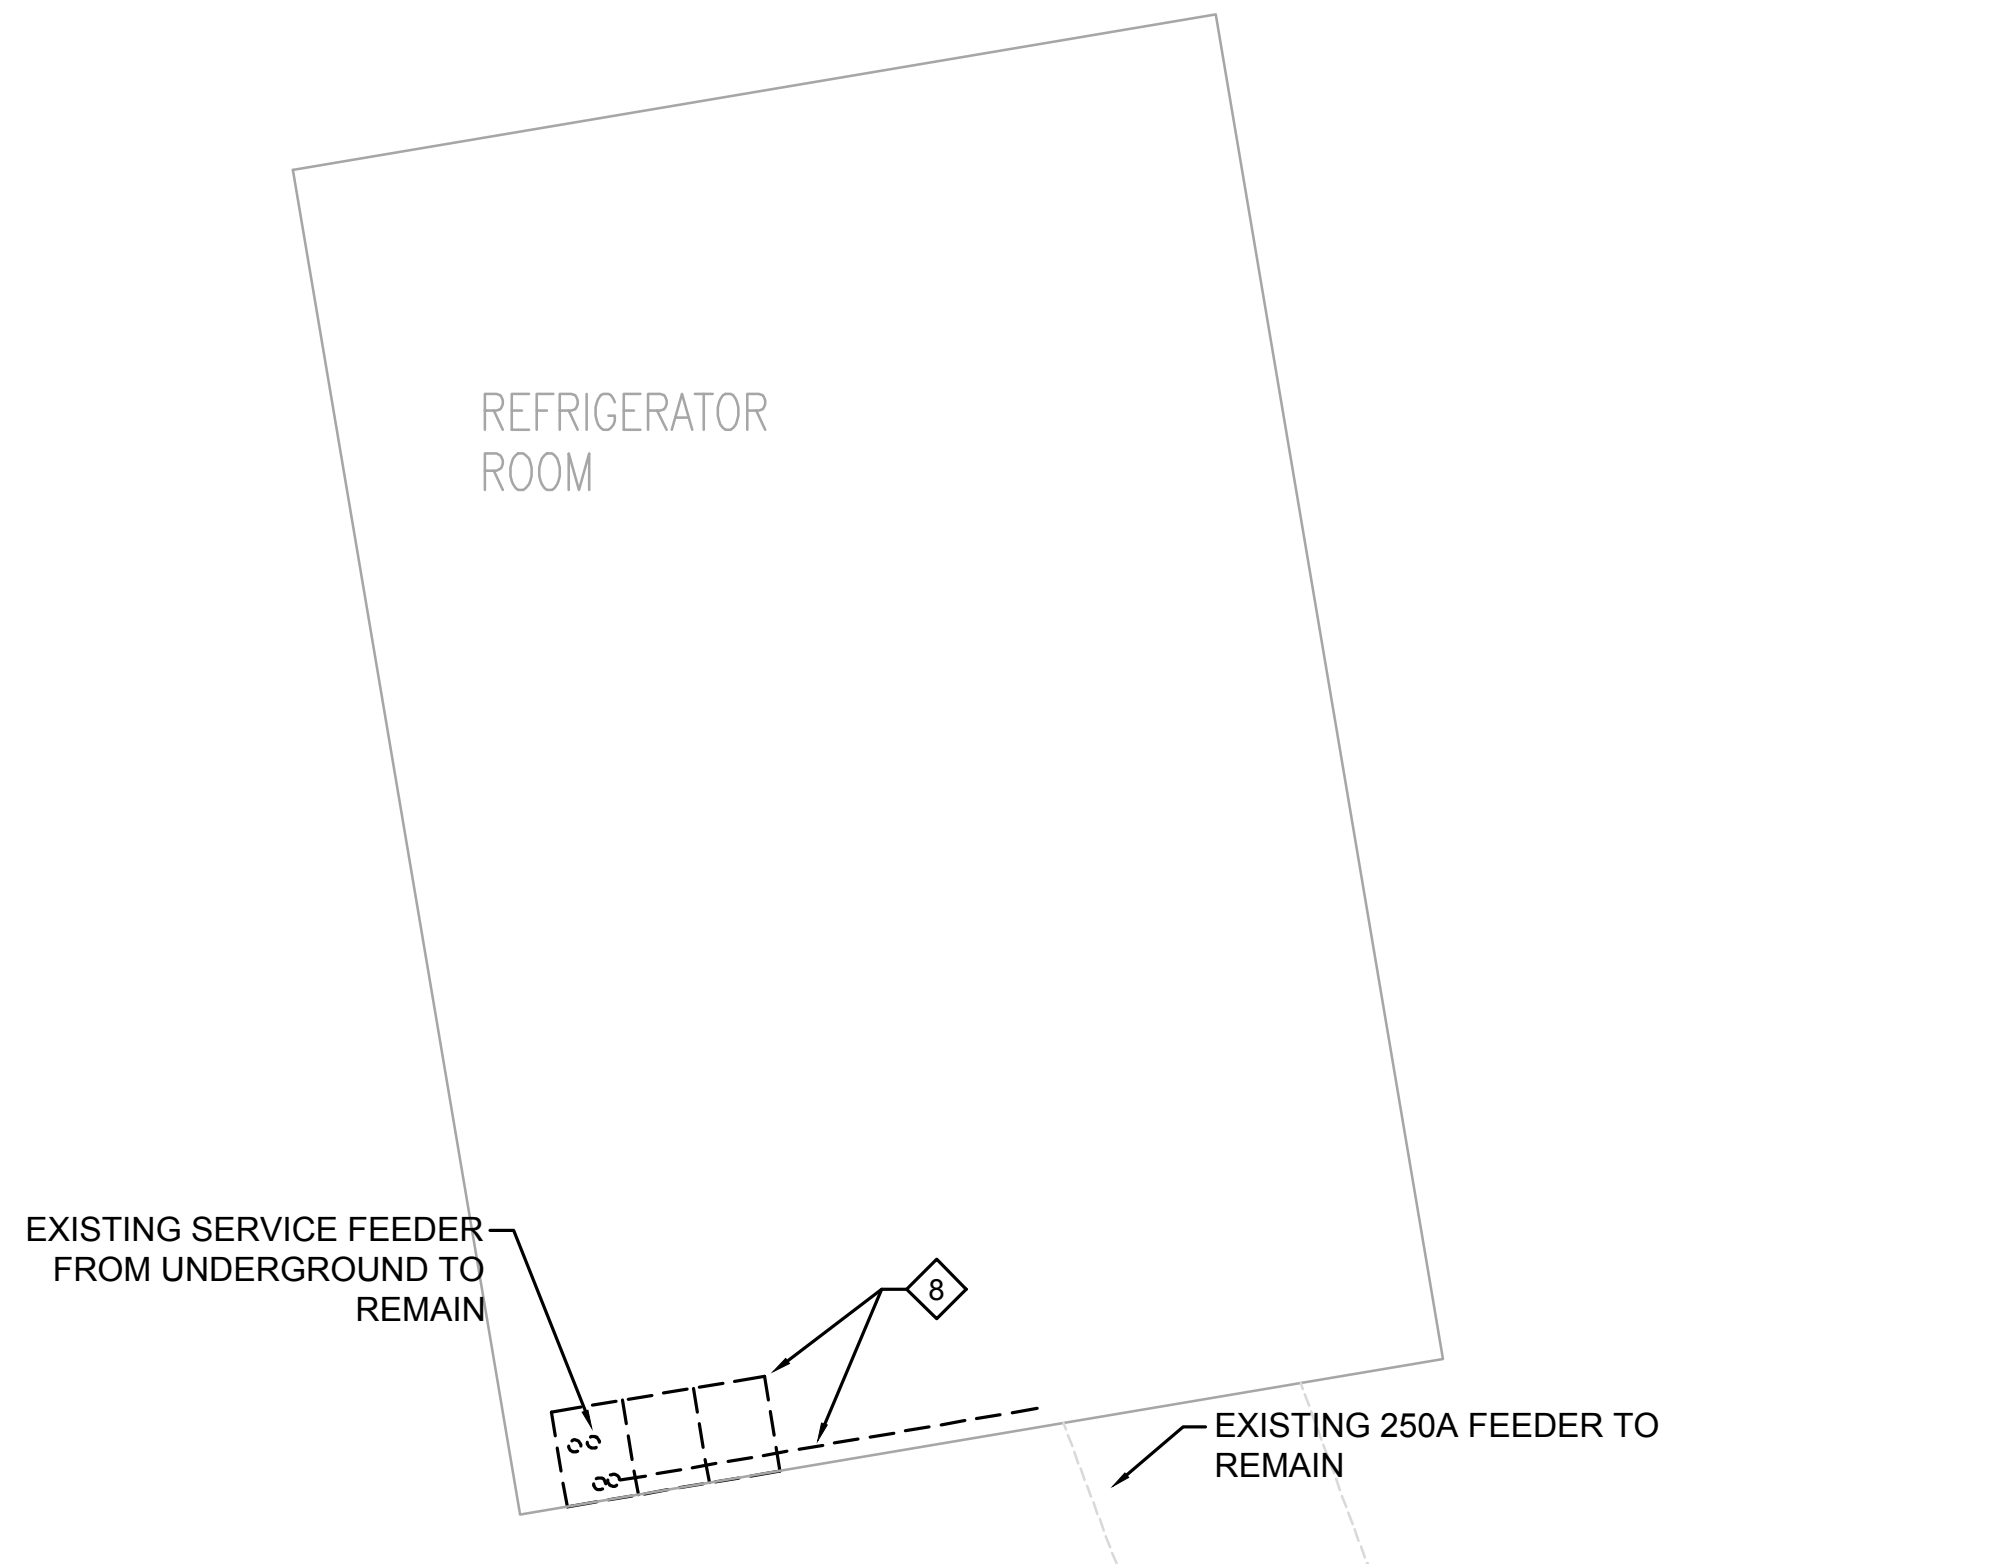 REFRIGERATOR
ROOM
EXISTING SERVICE FEEDER
FROM UNDERGROUND TO
REMAIN
8
EXISTING 250A FEEDER TO
REMAIN